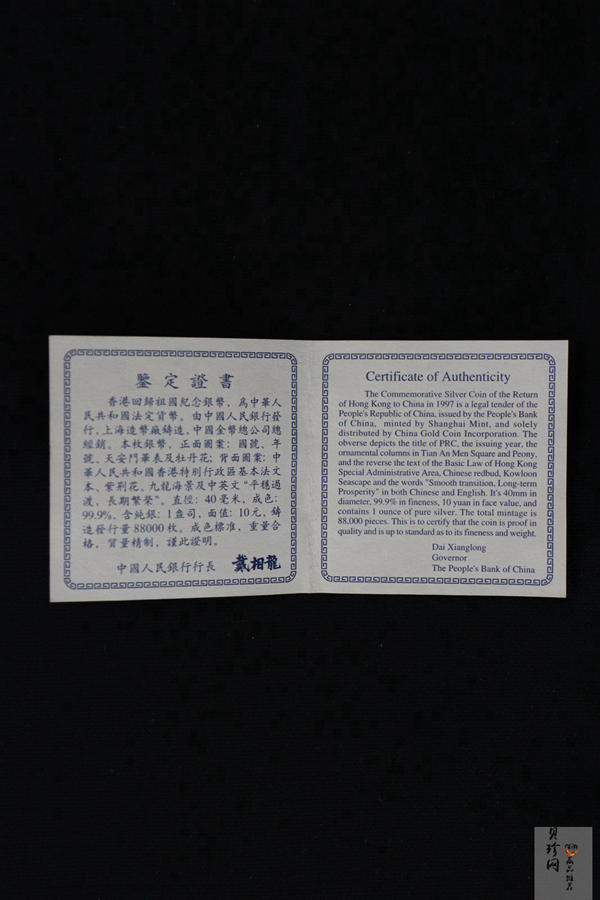 鑒定證書
香港回歸祖國紀念銀幣，爲中華人
民共和國法定貨幣，由中國人民銀行發
行，上海造幣廠鑄造，中國金幣總公司總
經銷。本枚銀幣，正面圖案：國號、年
號、天安門華表及牡丹花；背面圖案：中
華人民共和國香港特別行政區基本法文
本、紫荆花、九龍海景及中英文“平穩過
渡、長期繁榮”。直徑：40毫米，成色：
99.9%，含純銀：1盎司，面值：10元，鑄
造發行量88000枚。成色標準，重量合
格，質量精制，謹此證明。
中國人民銀行行長 戴相龍
Certificate of Authenticity
The Commemorative Silver Coin of the Return
of Hong Kong to China in 1997 is a legal tender of the
People's Republic of China, issued by the People's Bank
of China, minted by Shanghai Mint, and solely
distributed by China Gold Coin Incorporation. The
obverse depicts the title of PRC, the issuing year, the
ornamental columns in Tian An Men Square and Peony,
and the reverse the text of the Basic Law of Hong Kong
Special Administrative Area, Chinese redbud, Kowloon
Seascape and the words "Smooth transition, Long-term
Prosperity" in both Chinese and English. It's 40mm in
diameter, 99.9% in fineness, 10 yuan in face value, and
contains 1 ounce of pure silver. The total mintage is
88,000 pieces. This is to certify that the coin is proof in
quality and is up to standard as to its fineness and weight.
Dai Xianglong
Governor
The People's Bank of China
貝珍网